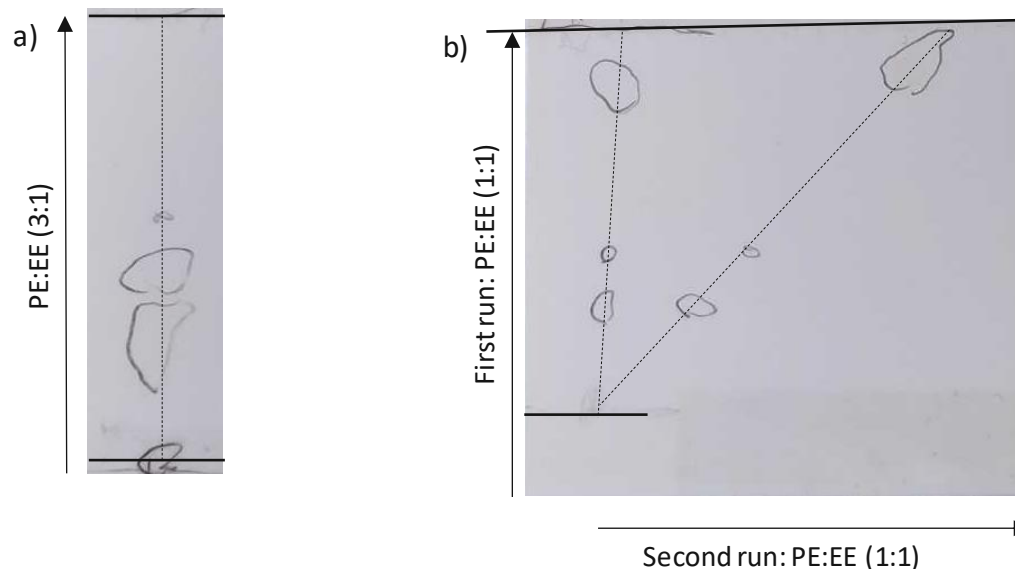 a)
PE:EE (3:1)
b)
First run: PE:EE (1:1)
Second run: PE:EE (1:1)